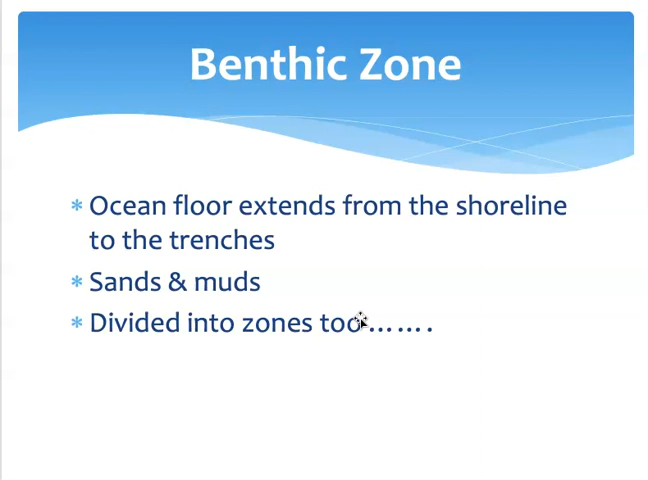 Benthic Zone
* Ocean floor extends from the shoreline
to the trenches
* Sands & muds
* Divided into zones too.......